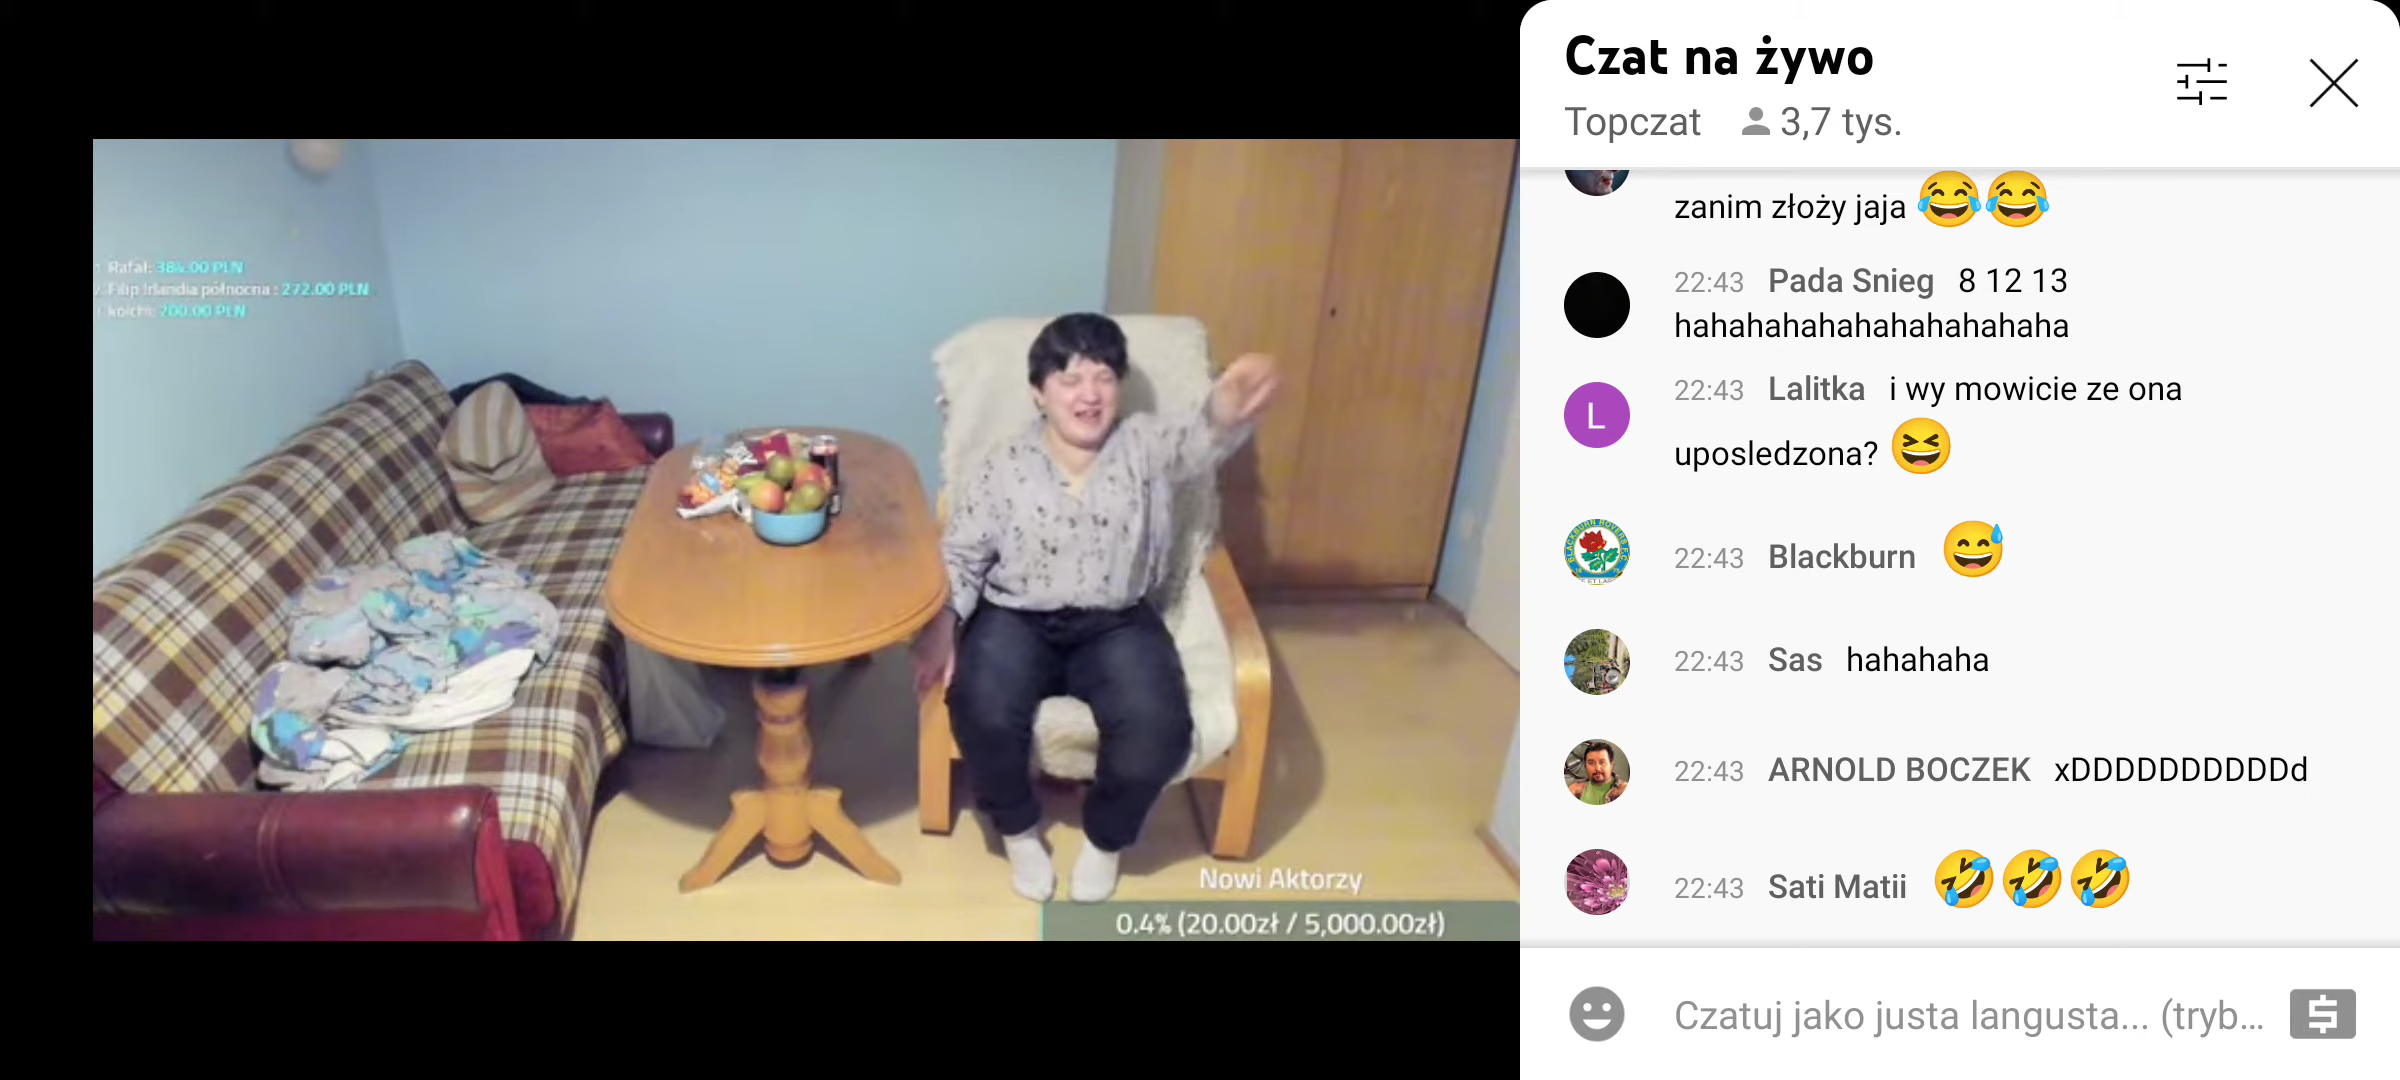 Rafał: 384.00 PLN
Filip Irlandia północna : 272.00 PLN
koichi: 200.00 PLN
Nowi Aktorzy
0.4% (20.00zł / 5,000.00zł)
Czat na żywo
Topczat 3,7 tys.
zanim złoży jaja 😂😂
22:43 Pada Snieg 8 12 13
hahahahahahahahahaha
L
22:43 Lalitka i wy mowicie ze ona
uposledzona? 😆
22:43 Blackburn 😅
22:43 Sas hahahaha
22:43 ARNOLD BOCZEK xDDDDDDDDDDd
22:43 Sati Matii 🤣🤣🤣
Czatuj jako justa langusta... (tryb...